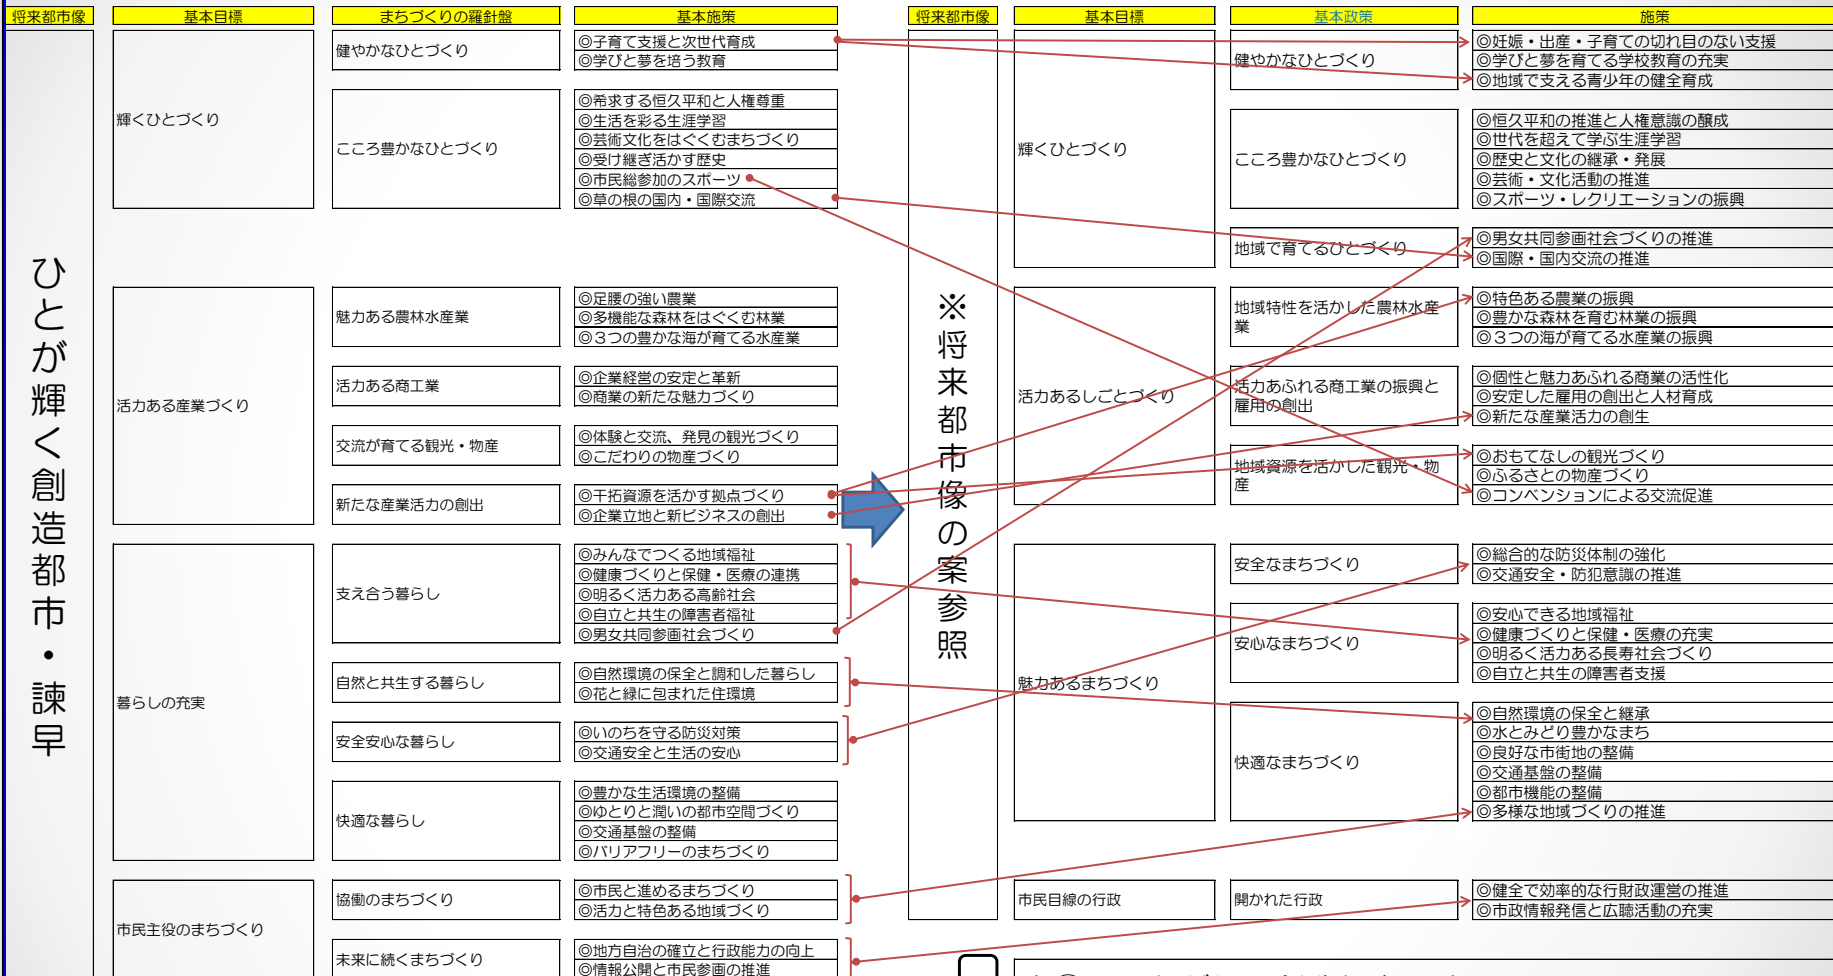 将来都市像
基本目標
まちづくりの羅針盤
基本施策
ひとが輝く創造都市・諫早
輝くひとづくり
健やかなひとづくり
◎子育て支援と次世代育成
◎学びと夢を培う教育
こころ豊かなひとづくり
◎希求する恒久平和と人権尊重
◎生活を彩る生涯学習
◎芸術文化をはぐくむまちづくり
◎受け継ぎ活かす歴史
◎市民総参加のスポーツ
◎草の根の国内・国際交流
活力ある産業づくり
魅力ある農林水産業
◎足腰の強い農業
◎多機能な森林をはぐくむ林業
◎３つの豊かな海が育てる水産業
活力ある商工業
◎企業経営の安定と革新
◎商業の新たな魅力づくり
交流が育てる観光・物産
◎体験と交流、発見の観光づくり
◎こだわりの物産づくり
新たな産業活力の創出
◎干拓資源を活かす拠点づくり
◎企業立地と新ビジネスの創出
暮らしの充実
支え合う暮らし
◎みんなでつくる地域福祉
◎健康づくりと保健・医療の連携
◎明るく活力ある高齢社会
◎自立と共生の障害者福祉
◎男女共同参画社会づくり
自然と共生する暮らし
◎自然環境の保全と調和した暮らし
◎花と緑に包まれた住環境
安全安心な暮らし
◎いのちを守る防災対策
◎交通安全と生活の安心
快適な暮らし
◎豊かな生活環境の整備
◎ゆとりと潤いの都市空間づくり
◎交通基盤の整備
◎バリアフリーのまちづくり
市民主役のまちづくり
協働のまちづくり
◎市民と進めるまちづくり
◎活力と特色ある地域づくり
未来に続くまちづくり
◎地方自治の確立と行政能力の向上
◎情報公開と市民参画の推進
将来都市像
基本目標
基本政策
施策
※将来都市像の案参照
輝くひとづくり
健やかなひとづくり
◎妊娠・出産・子育ての切れ目のない支援
◎学びと夢を育てる学校教育の充実
◎地域で支える青少年の健全育成
こころ豊かなひとづくり
◎恒久平和の推進と人権意識の醸成
◎世代を超えて学ぶ生涯学習
◎歴史と文化の継承・発展
◎芸術・文化活動の推進
◎スポーツ・レクリエーションの振興
地域で育てるひとづくり
◎男女共同参画社会づくりの推進
◎国際・国内交流の推進
活力あるしごとづくり
地域特性を活かした農林水産
業
◎特色ある農業の振興
◎豊かな森林を育む林業の振興
◎３つの海が育てる水産業の振興
活力あふれる商工業の振興と
雇用の創出
◎個性と魅力あふれる商業の活性化
◎安定した雇用の創出と人材育成
◎新たな産業活力の創生
地域資源を活かした観光・物
産
◎おもてなしの観光づくり
◎ふるさとの物産づくり
◎コンベンションによる交流促進
魅力あるまちづくり
安全なまちづくり
◎総合的な防災体制の強化
◎交通安全・防犯意識の推進
安心なまちづくり
◎安心できる地域福祉
◎健康づくりと保健・医療の充実
◎明るく活力ある長寿社会づくり
◎自立と共生の障害者支援
快適なまちづくり
◎自然環境の保全と継承
◎水とみどり豊かなまち
◎良好な市街地の整備
◎交通基盤の整備
◎都市機能の整備
◎多様な地域づくりの推進
市民目線の行政
開かれた行政
◎健全で効率的な行財政運営の推進
◎市政情報発信と広聴活動の充実